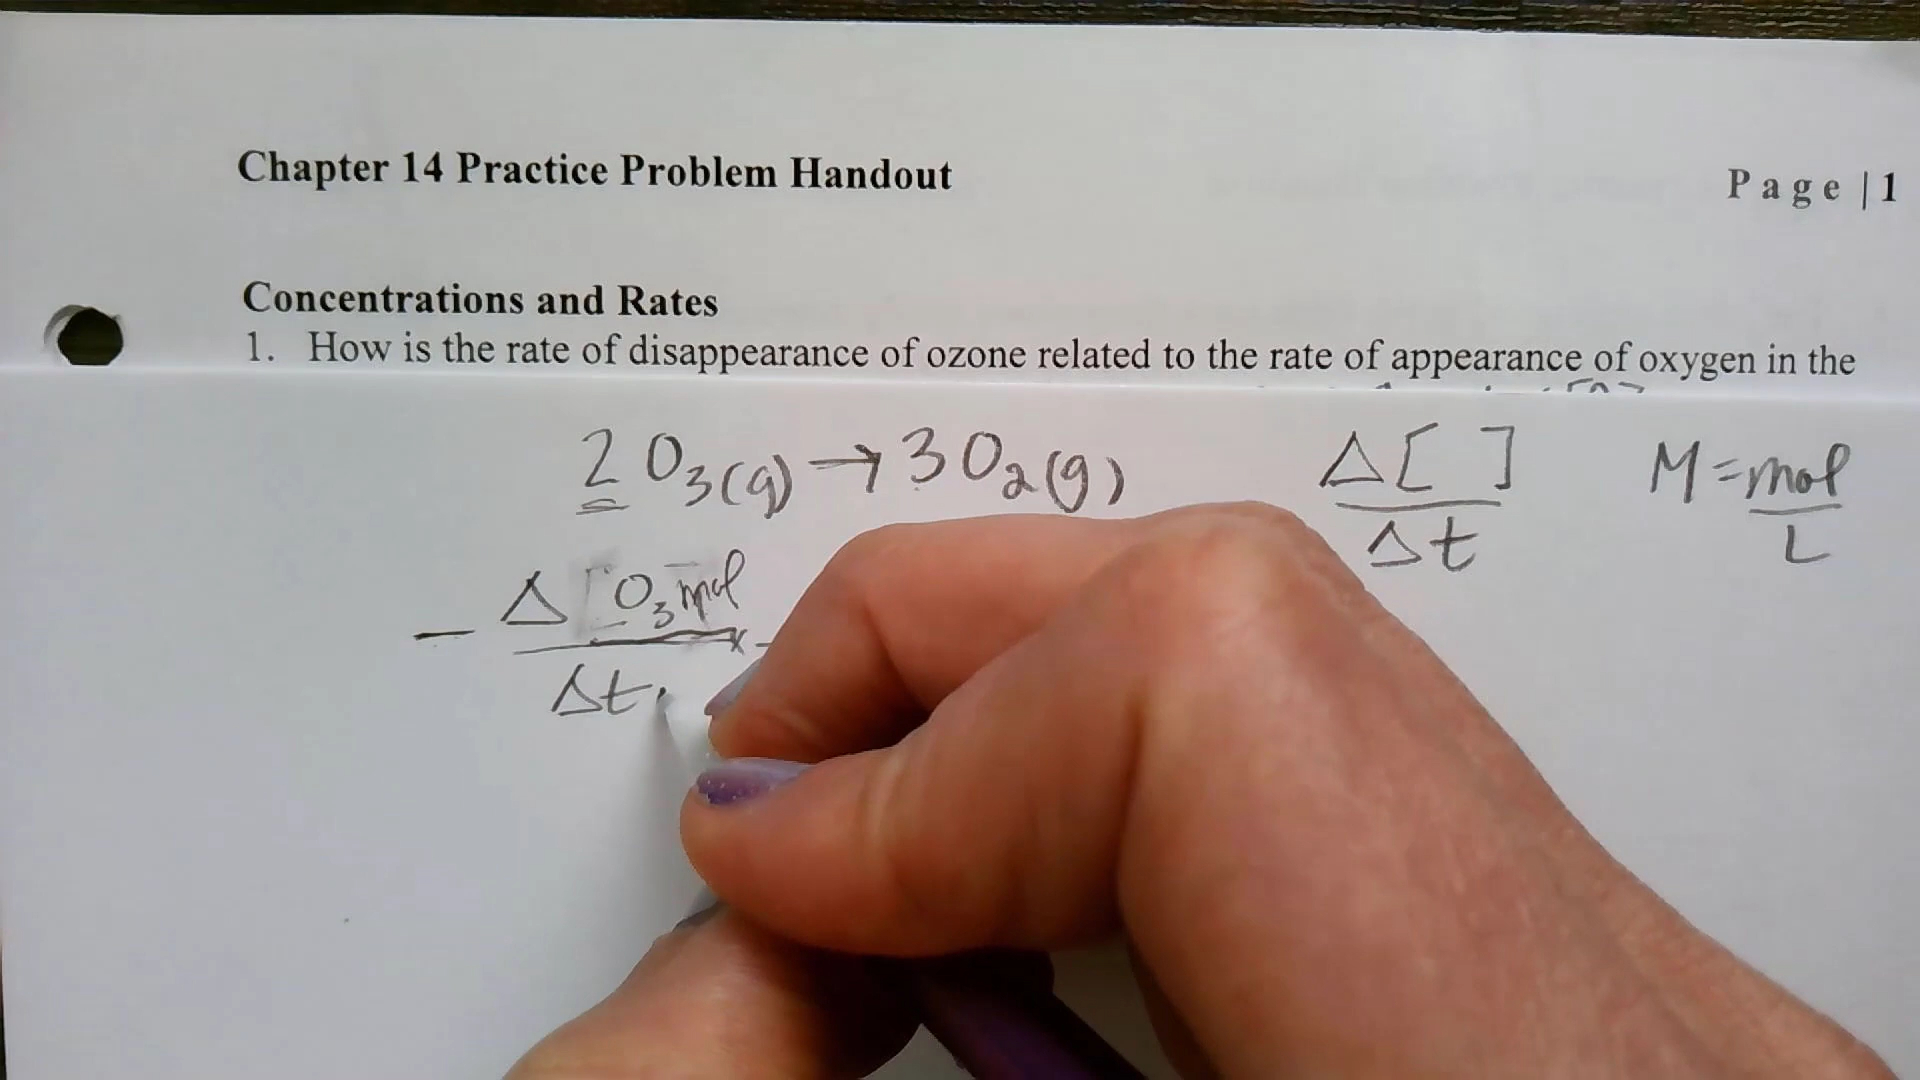 Chapter 14 Practice Problem Handout
Page | 1
Concentrations and Rates
1. How is the rate of disappearance of ozone related to the rate of appearance of oxygen in the
2 O₃(g) → 3 O₂(g)
Δ[ ]
Δt
M = mol
L
- Δ[O₃ mol
Δt